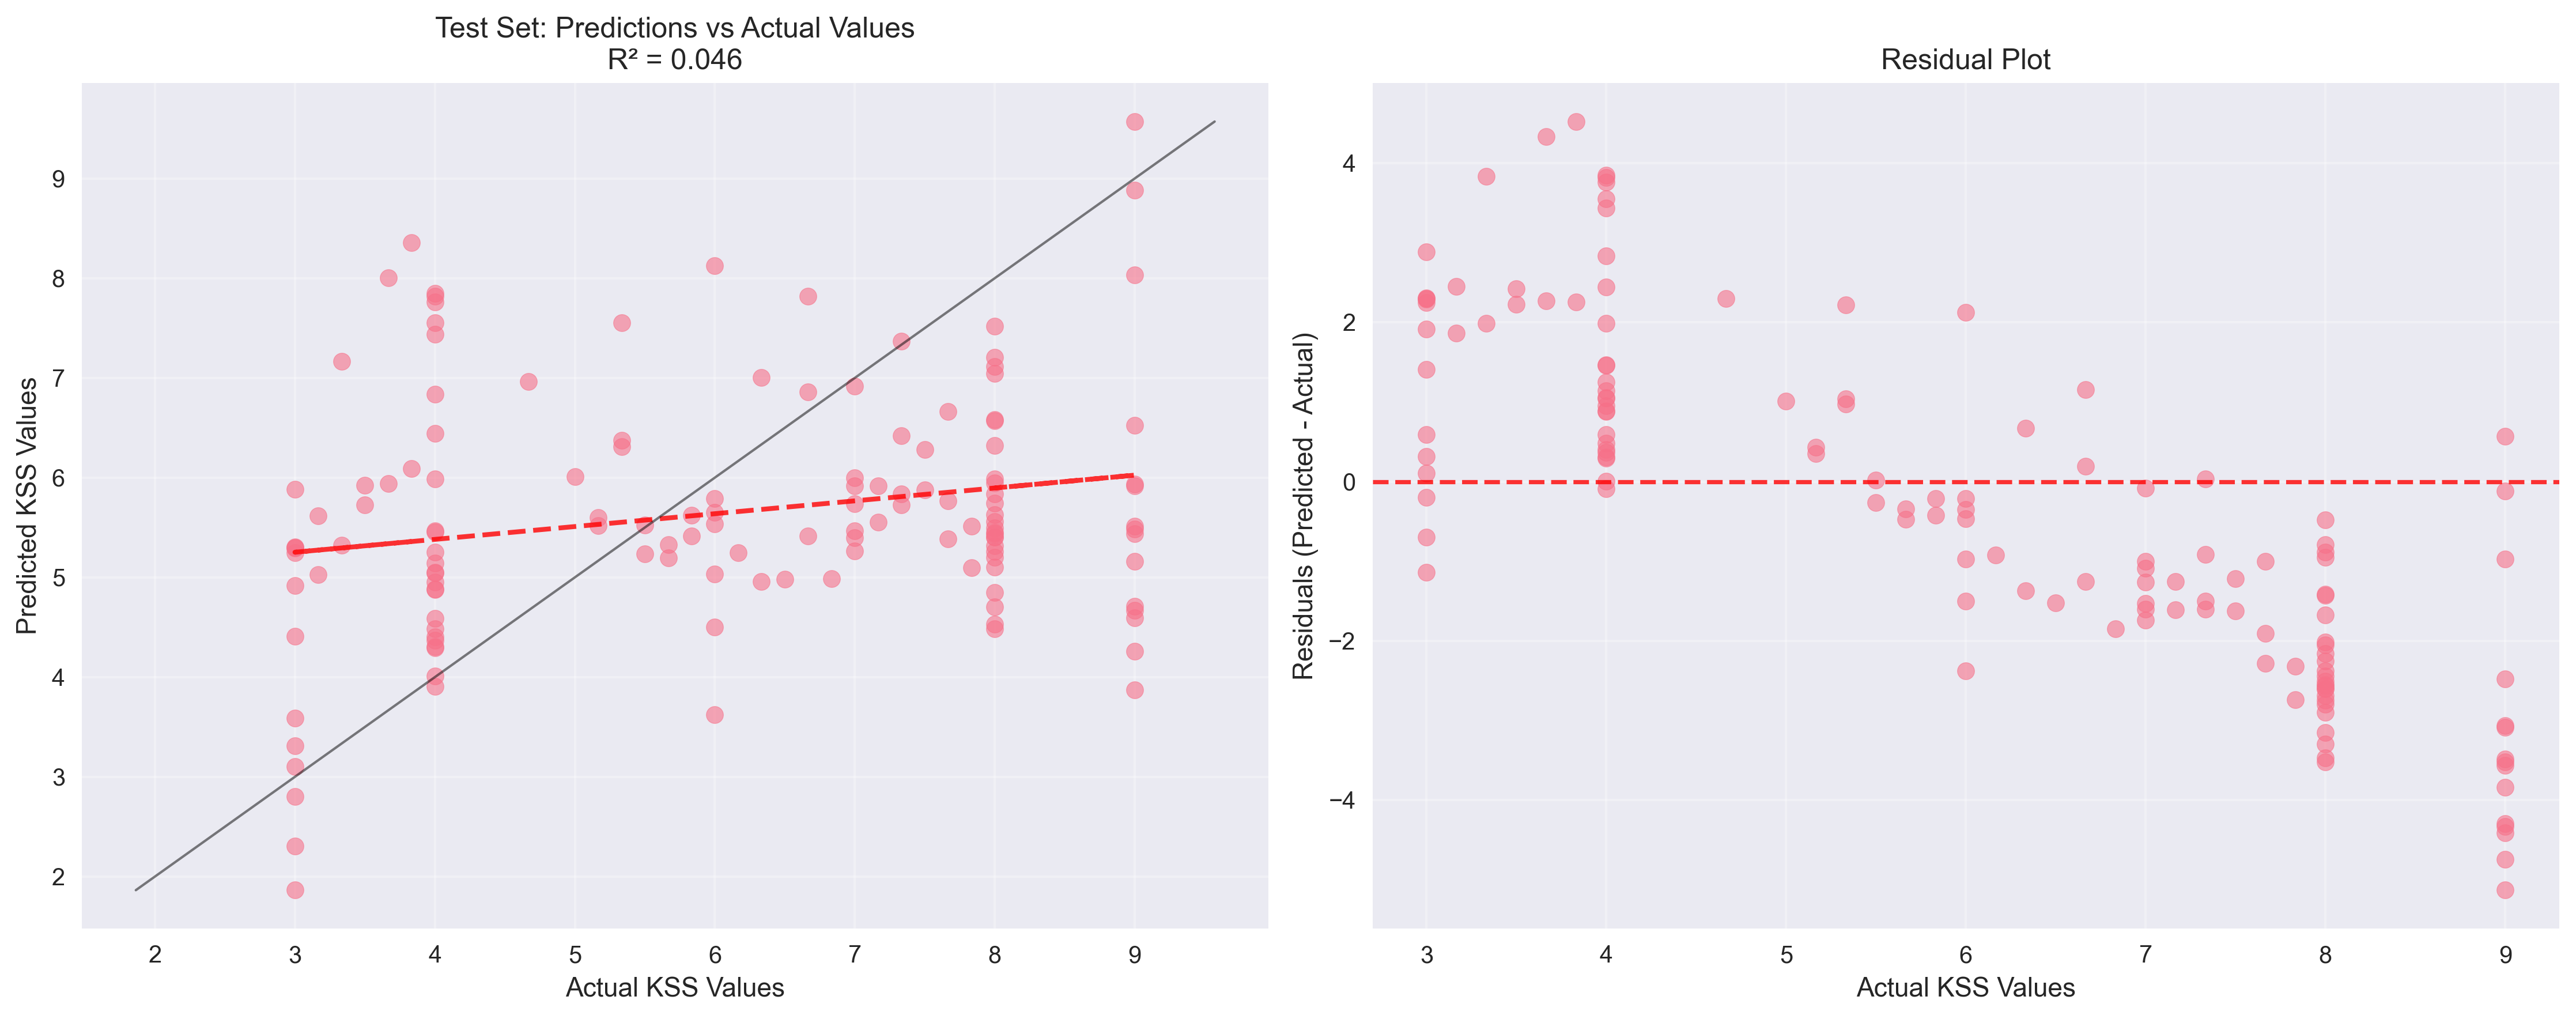 Test Set: Predictions vs Actual Values
R² = 0.046
Predicted KSS Values
9
8
7
6
5
4
3
2
2 3 4 5 6 7 8 9
Actual KSS Values
Residual Plot
Residuals (Predicted - Actual)
4
2
0
−2
−4
3 4 5 6 7 8 9
Actual KSS Values